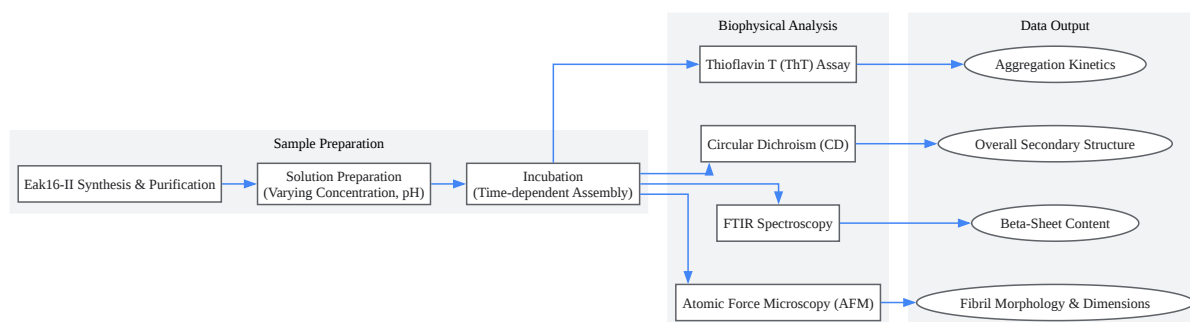 Sample Preparation
Eak16-II Synthesis & Purification
Solution Preparation
(Varying Concentration, pH)
Incubation
(Time-dependent Assembly)
Biophysical Analysis
Thioflavin T (ThT) Assay
Circular Dichroism (CD)
FTIR Spectroscopy
Atomic Force Microscopy (AFM)
Data Output
Aggregation Kinetics
Overall Secondary Structure
Beta-Sheet Content
Fibril Morphology & Dimensions